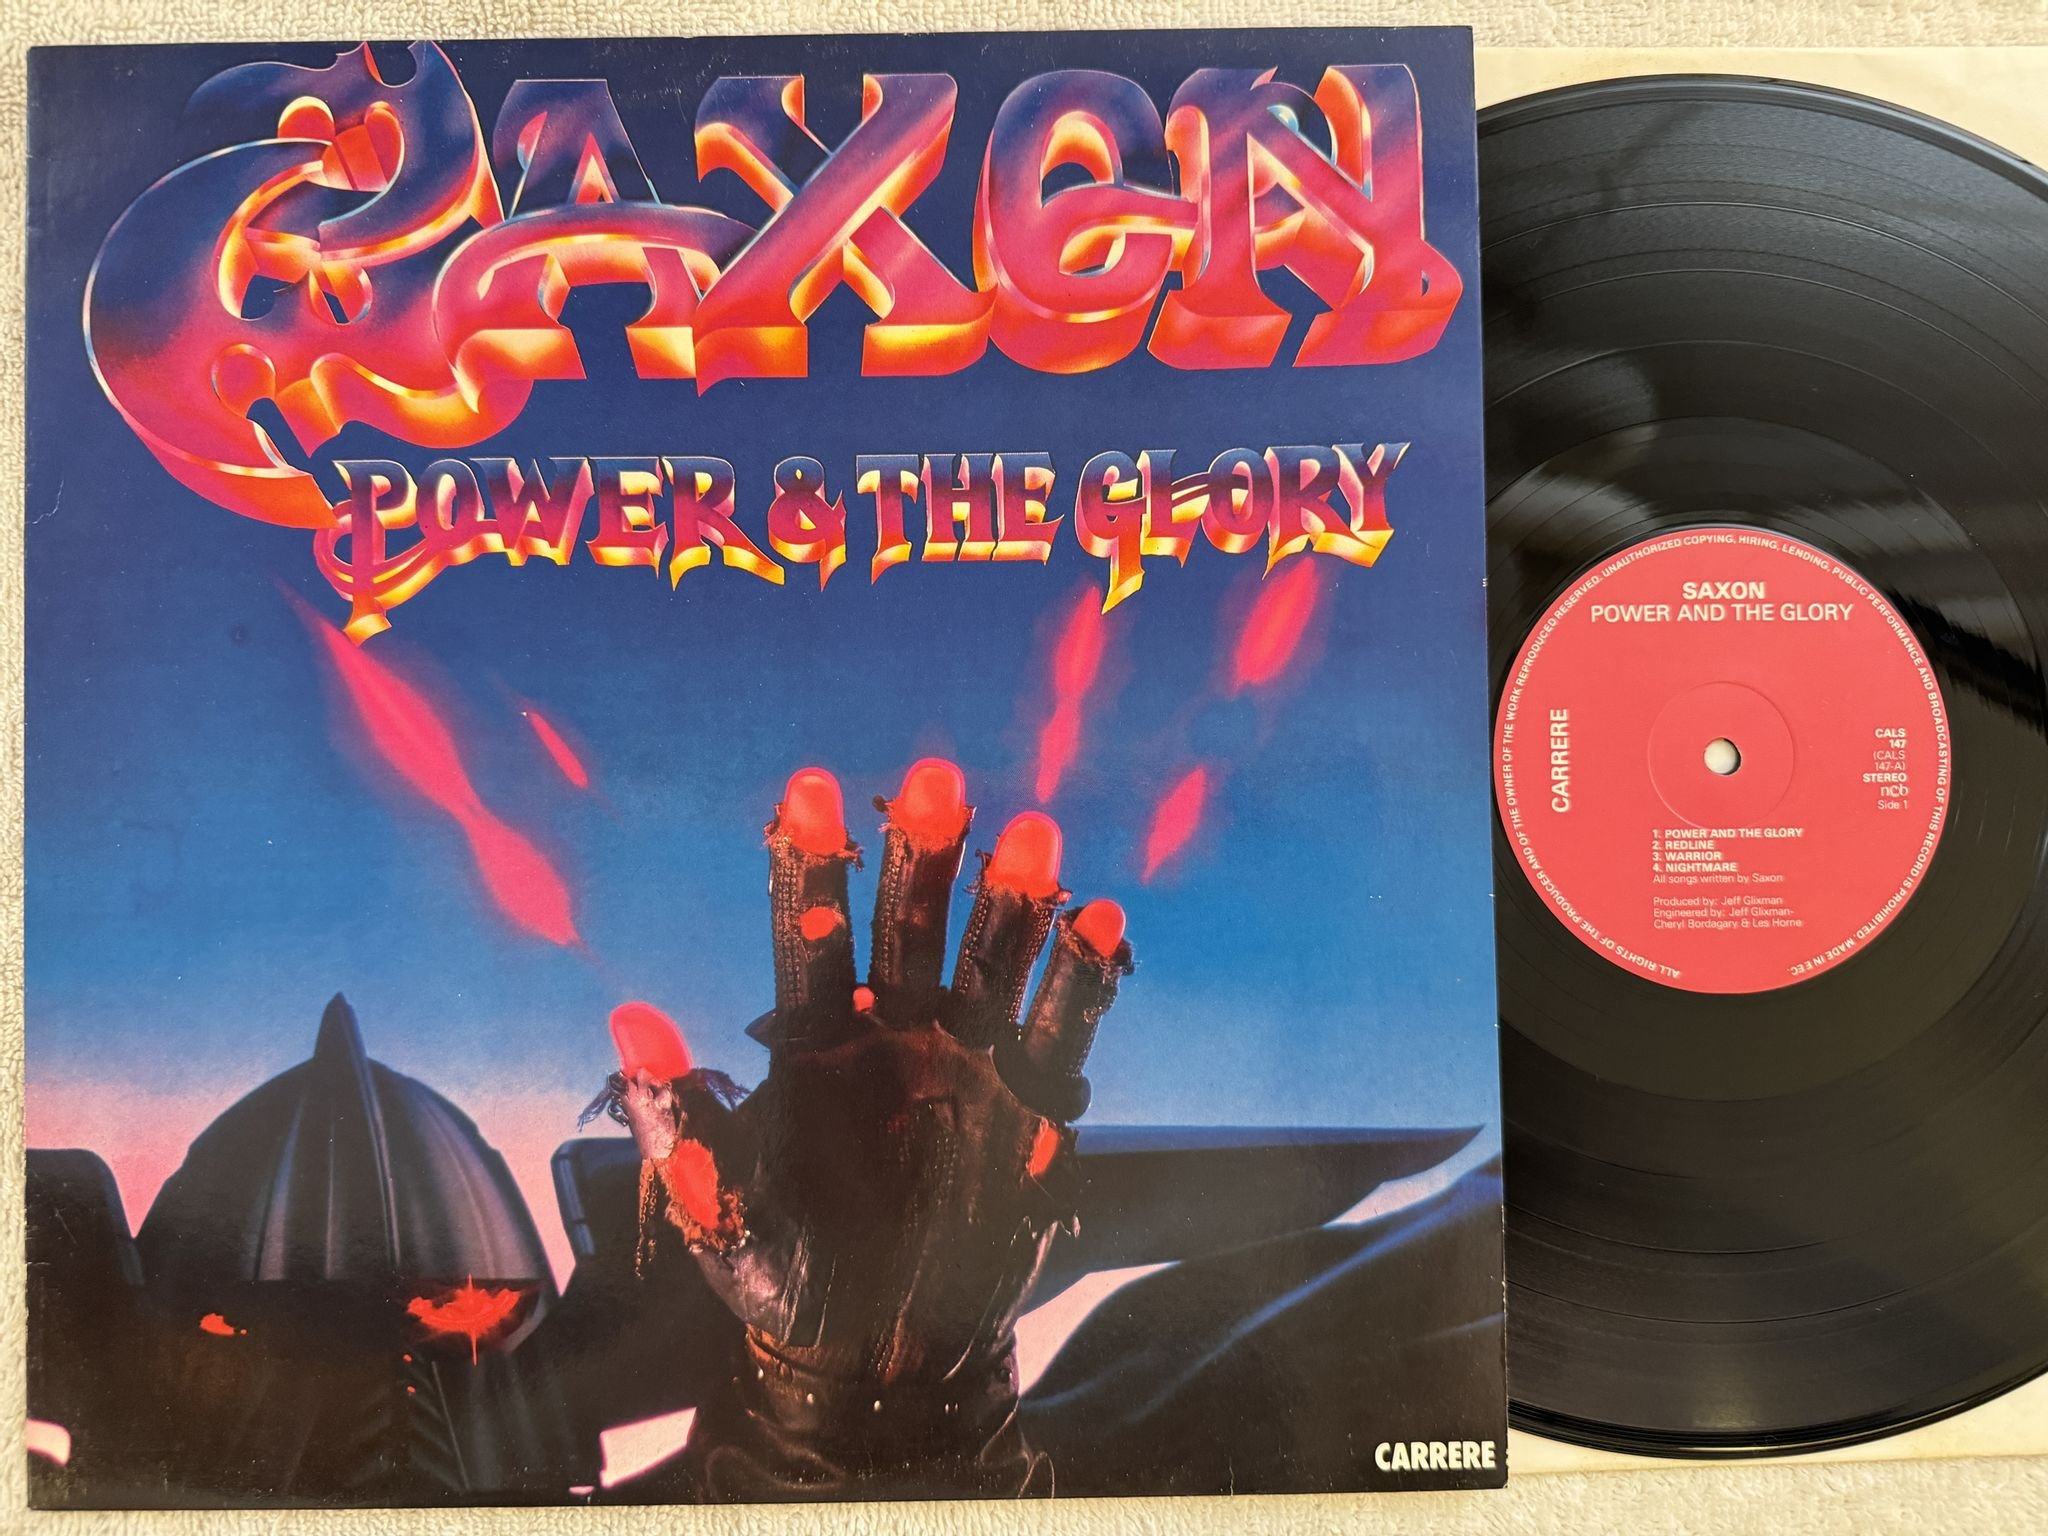 SAXON
POWER & THE GLORY
CARRERE
SAXON
POWER AND THE GLORY
CARRERE
CALS
147
(CALS
147-A)
STEREO
ncb
Side 1
1. POWER AND THE GLORY
2. REDLINE
3. WARRIOR
4. NIGHTMARE
All songs written by Saxon
Produced by: Jeff Glixman
Engineered by: Jeff Glixman-
Cheryl Bordagary & Les Horne
ALL RIGHTS OF THE PRODUCER AND OF THE OWNER OF THE WORK REPRODUCED RESERVED. UNAUTHORIZED COPYING, HIRING, LENDING, PUBLIC PERFORMANCE AND BROADCASTING OF THIS RECORD IS PROHIBITED. MADE IN EEC.